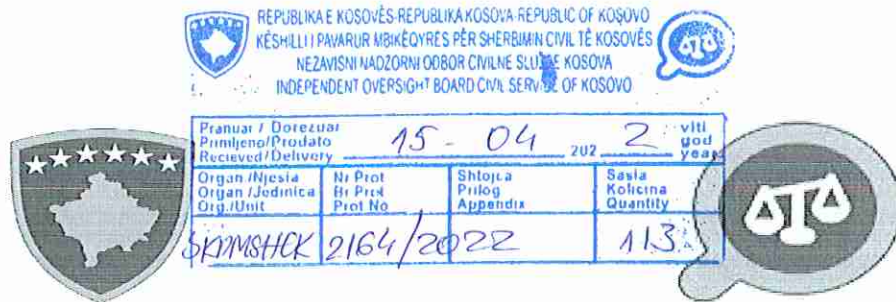 REPUBLIKA E KOSOVËS-REPUBLIKA KOSOVA-REPUBLIC OF KOSOVO
KËSHILLI I PAVARUR MBIKËQYRËS PËR SHERBIMIN CIVIL TË KOSOVËS
NEZAVISNI NADZORNI ODBOR CIVILNE SLUŽBE KOSOVA
INDEPENDENT OVERSIGHT BOARD CIVIL SERVICE OF KOSOVO
Pranuar / Dorezuar
Primljeno/Prodato
Recieved/Delivery 15 - 04 202 2 viti god year
Organ /Njesia Nr Prot Shtojca Sasia
Organ /Jedinica Br Prot Prilog Kolicina
Org./Unit Prot No Appendix Quantity
2164/2022 113